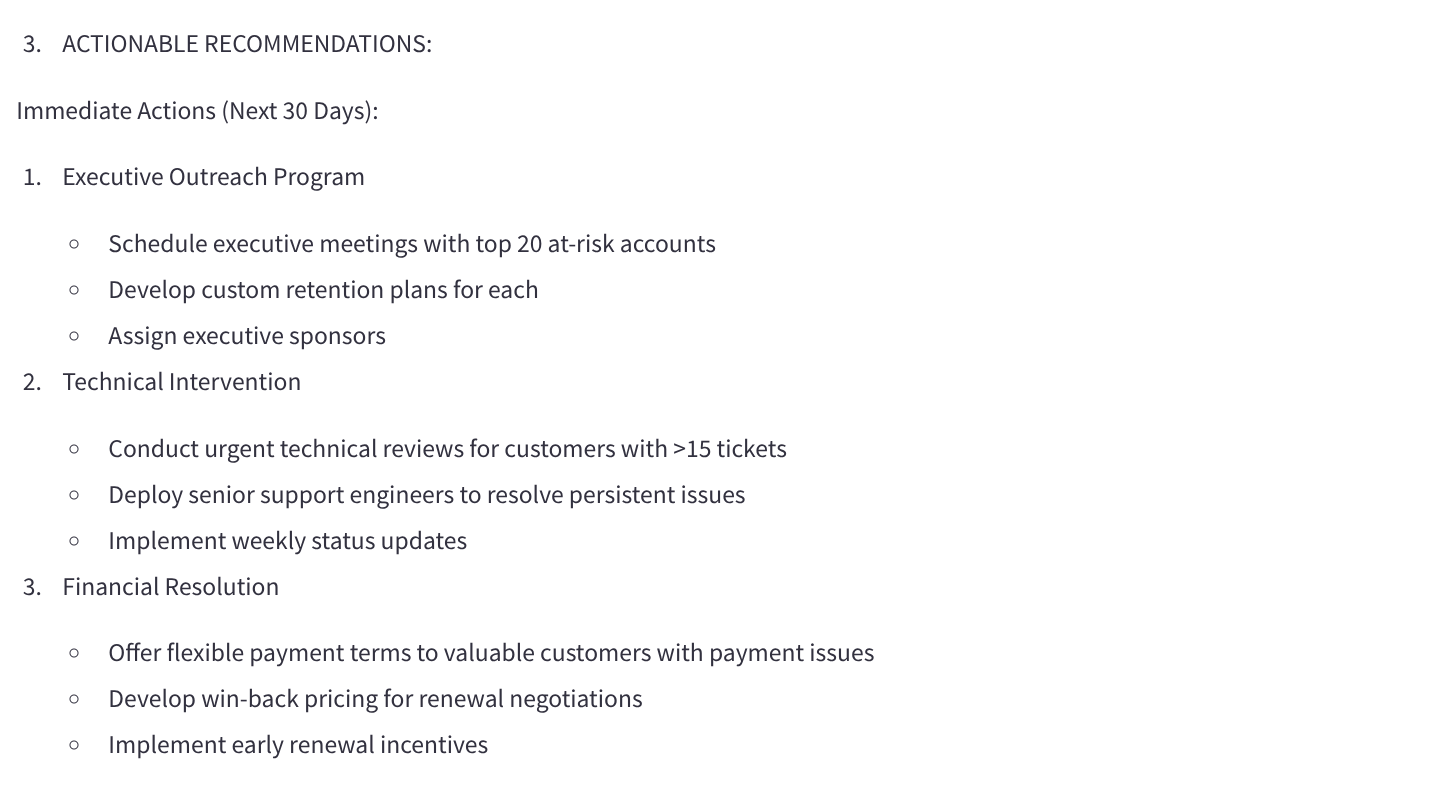 3. ACTIONABLE RECOMMENDATIONS:
Immediate Actions (Next 30 Days):
1. Executive Outreach Program
○ Schedule executive meetings with top 20 at-risk accounts
○ Develop custom retention plans for each
○ Assign executive sponsors
2. Technical Intervention
○ Conduct urgent technical reviews for customers with >15 tickets
○ Deploy senior support engineers to resolve persistent issues
○ Implement weekly status updates
3. Financial Resolution
○ Offer flexible payment terms to valuable customers with payment issues
○ Develop win-back pricing for renewal negotiations
○ Implement early renewal incentives